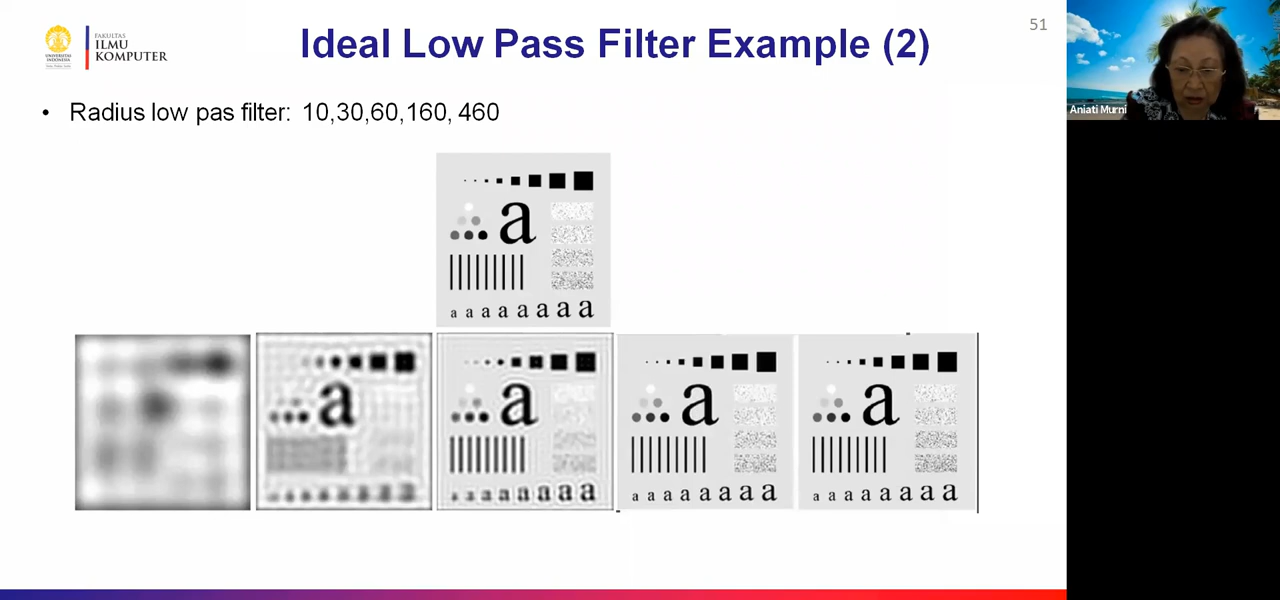 51
FAKULTAS
ILMU
KOMPUTER
UNIVERSITAS
INDONESIA
Ideal Low Pass Filter Example (2)
Aniati Murni
• Radius low pas filter: 10,30,60,160, 460
a
a a a a a a a a
a
a
a a a a a a a a
a
a a a a a a a a
a
a a a a a a a a